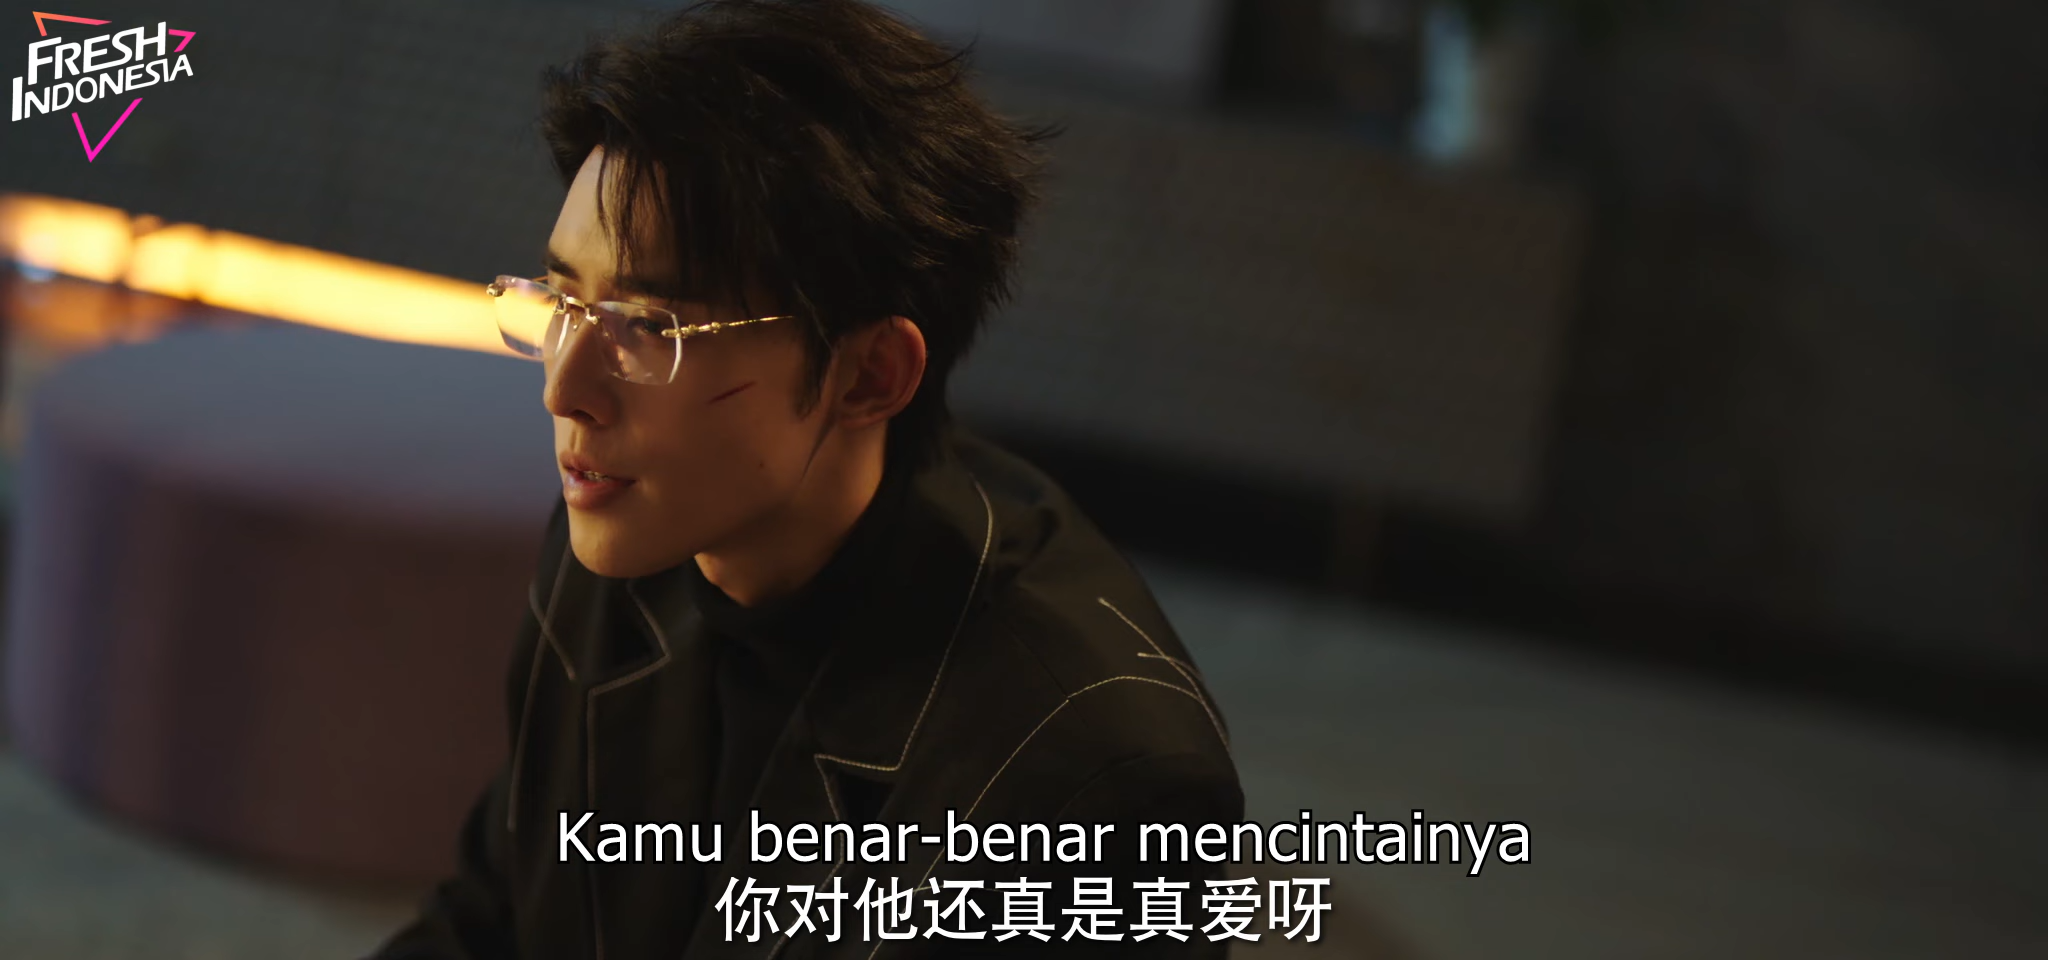 FRESH
INDONESIA
Kamu benar-benar mencintainya
你对他还真是真爱呀